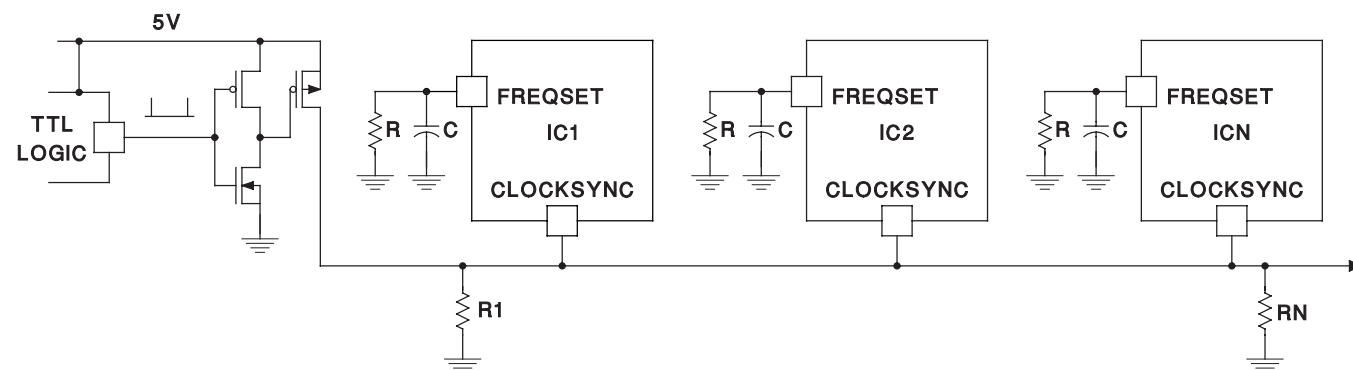 5V
TTL
LOGIC
R
C
FREQSET
IC1
CLOCKSYNC
R
C
FREQSET
IC2
CLOCKSYNC
R
C
FREQSET
ICN
CLOCKSYNC
R1
RN